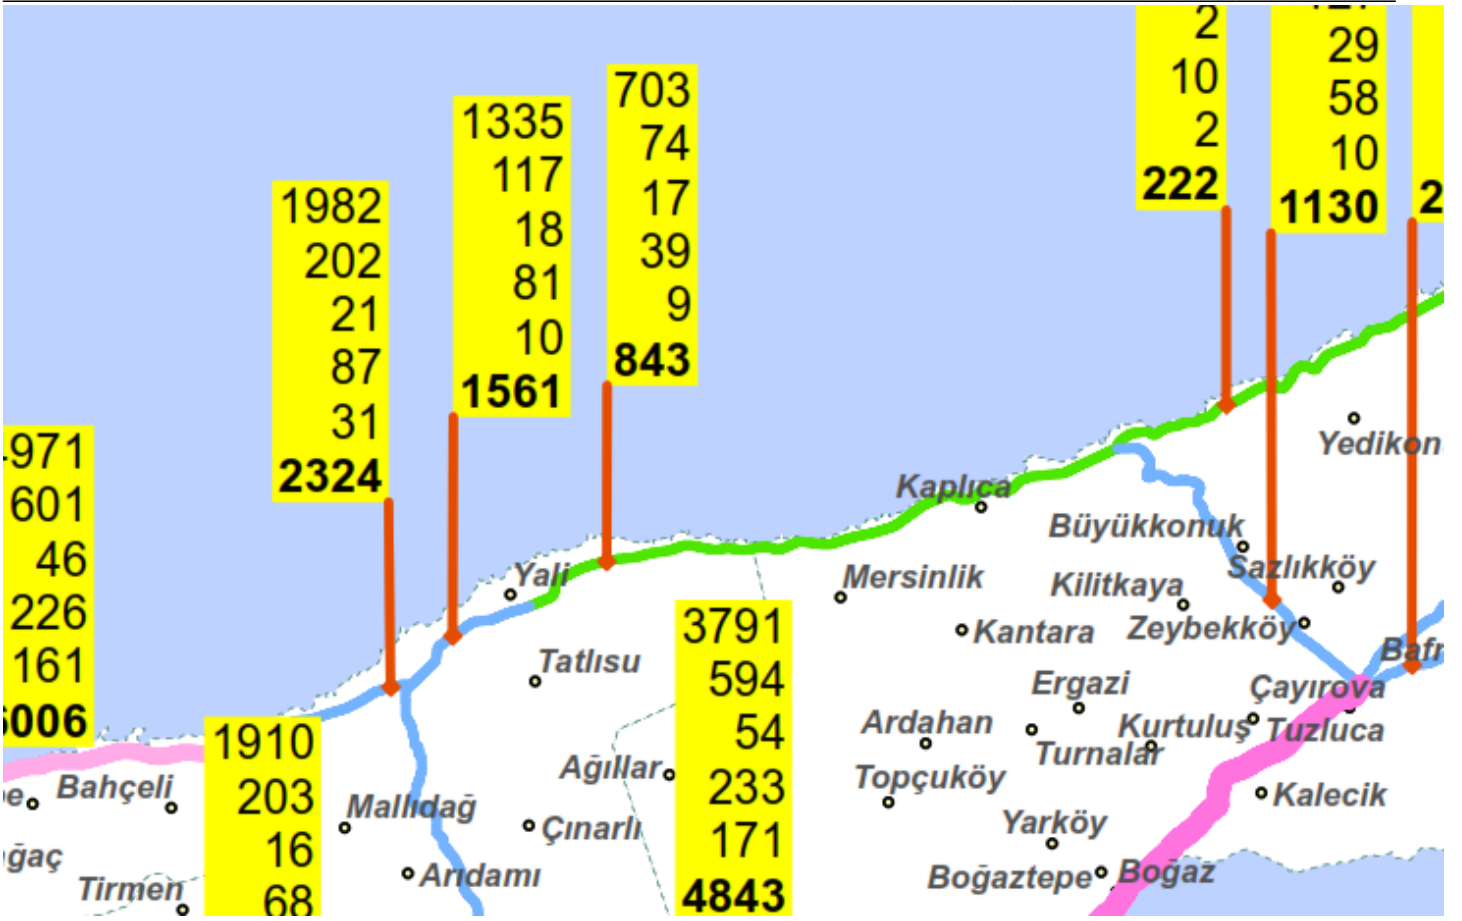 2
10
2
222
29
58
10
1130
703
74
17
39
9
843
1335
117
18
81
10
1561
1982
202
21
87
31
2324
601
46
226
161
Yedikon
Kaplıca
Büyükkonuk
Sazlıkköy
Yali
Mersinlik
Kilitkaya
Kantara
Zeybekköy
Bafr
Tatlısu
3791
594
54
233
171
4843
Ergazi
Çayırova
Ardahan
Kurtuluş
Tuzluca
Turnalar
1910
203
16
68
Ağıllar
Topçuköy
Bahçeli
Kalecik
Mallıdağ
Çınarlı
Yarköy
ğaç
Tirmen
Arıdamı
Boğaztepe
Boğaz